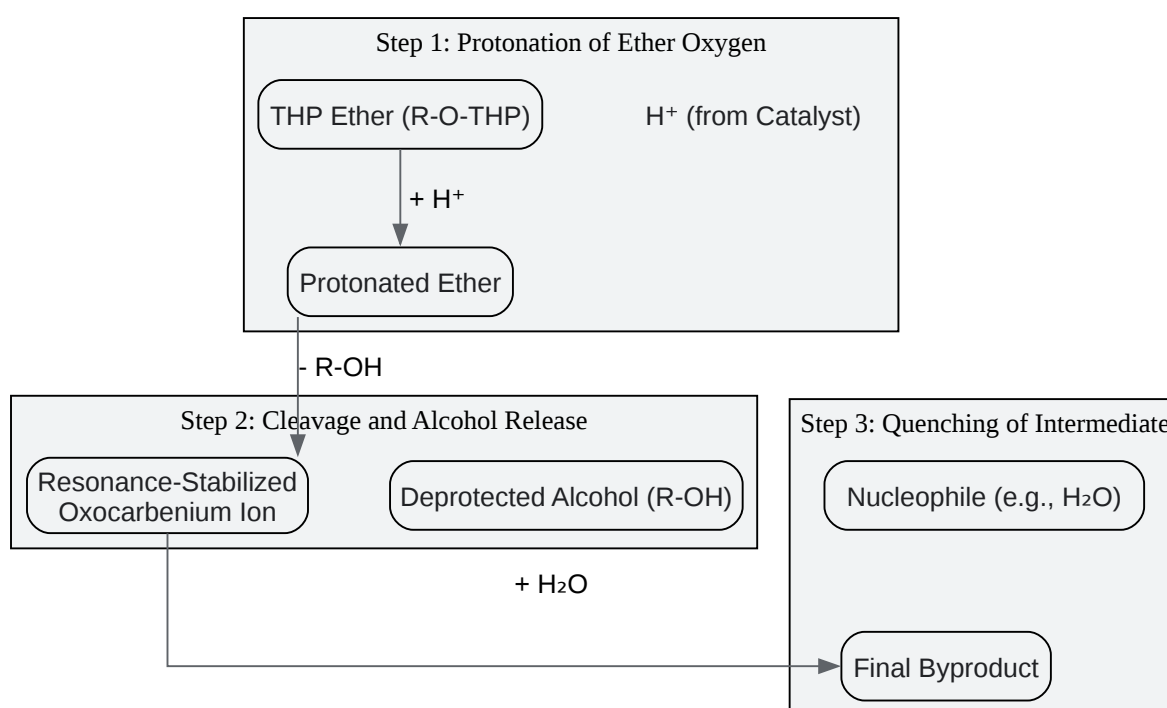 Step 1: Protonation of Ether Oxygen
THP Ether (R-O-THP)
H⁺ (from Catalyst)
+ H⁺
Protonated Ether
- R-OH
Step 2: Cleavage and Alcohol Release
Resonance-Stabilized
Oxocarbenium Ion
Deprotected Alcohol (R-OH)
Step 3: Quenching of Intermediate
Nucleophile (e.g., H₂O)
+ H₂O
Final Byproduct